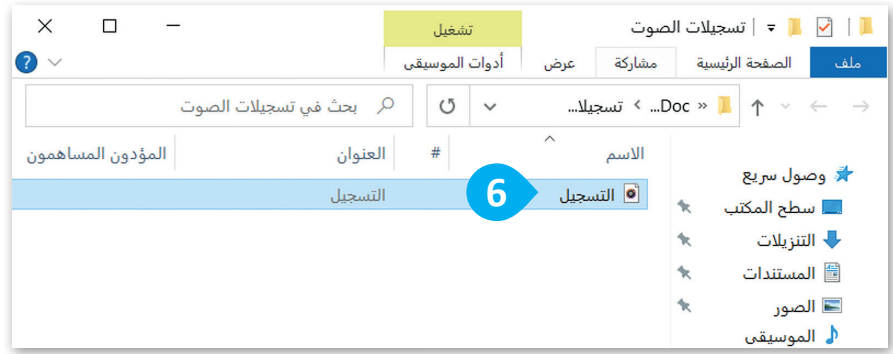 تسجيلات الصوت
تشغيل
ملف
الصفحة الرئيسية
مشاركة
عرض
أدوات الموسيقى
?
Doc... « تسجيلا...
بحث في تسجيلات الصوت
الاسم
#
العنوان
المؤدون المساهمون
التسجيل
6
التسجيل
وصول سريع
سطح المكتب
التنزيلات
المستندات
الصور
الموسيقى